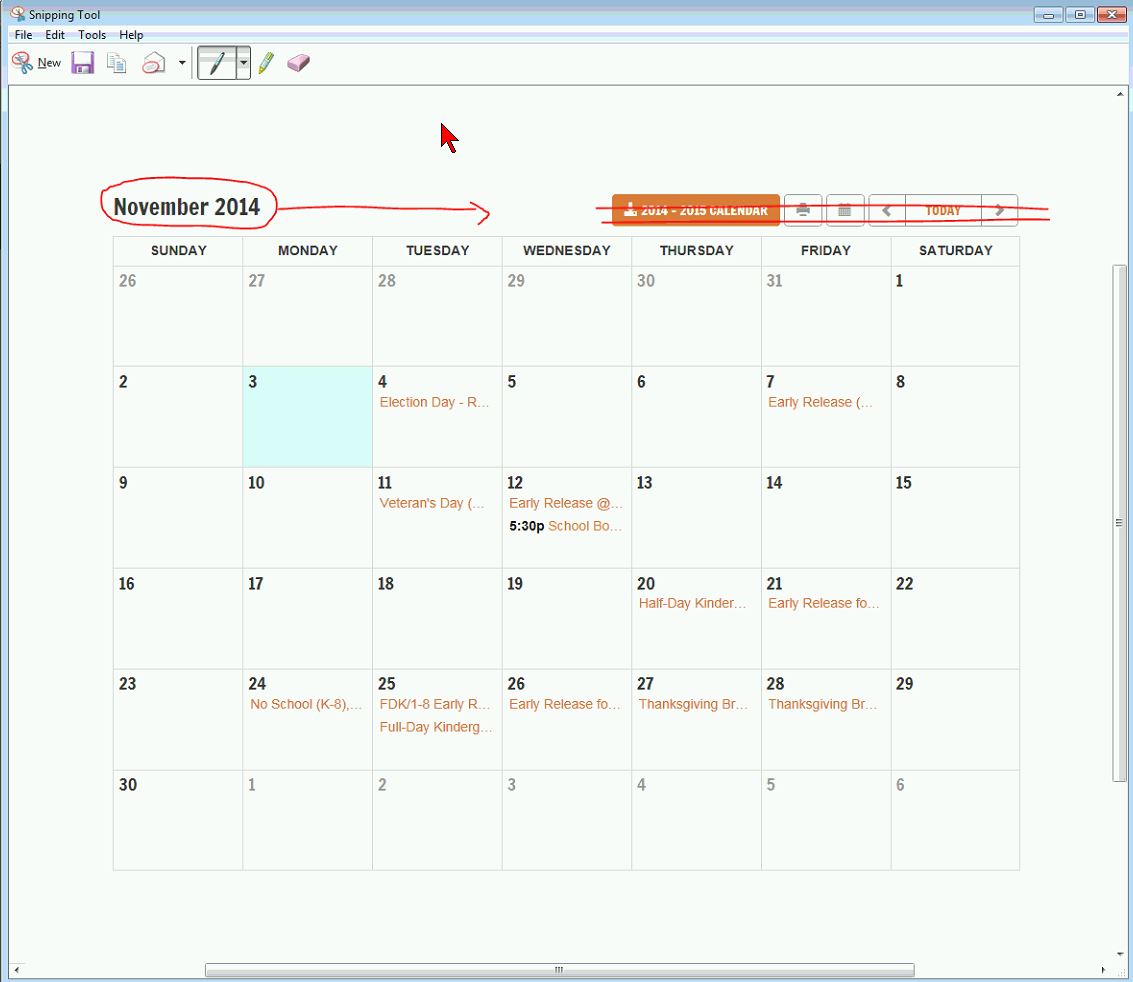 Snipping Tool
File Edit Tools Help
New
November 2014
2014 - 2015 CALENDAR TODAY
SUNDAY MONDAY TUESDAY WEDNESDAY THURSDAY FRIDAY SATURDAY
26 27 28 29 30 31 1
2 3 4 5 6 7 8
Election Day - R... Early Release (...
9 10 11 12 13 14 15
Veteran's Day (... Early Release @...
5:30p School Bo...
16 17 18 19 20 21 22
Half-Day Kinder... Early Release fo...
23 24 25 26 27 28 29
No School (K-8),... FDK/1-8 Early R... Early Release fo... Thanksgiving Br... Thanksgiving Br...
Full-Day Kinderg...
30 1 2 3 4 5 6